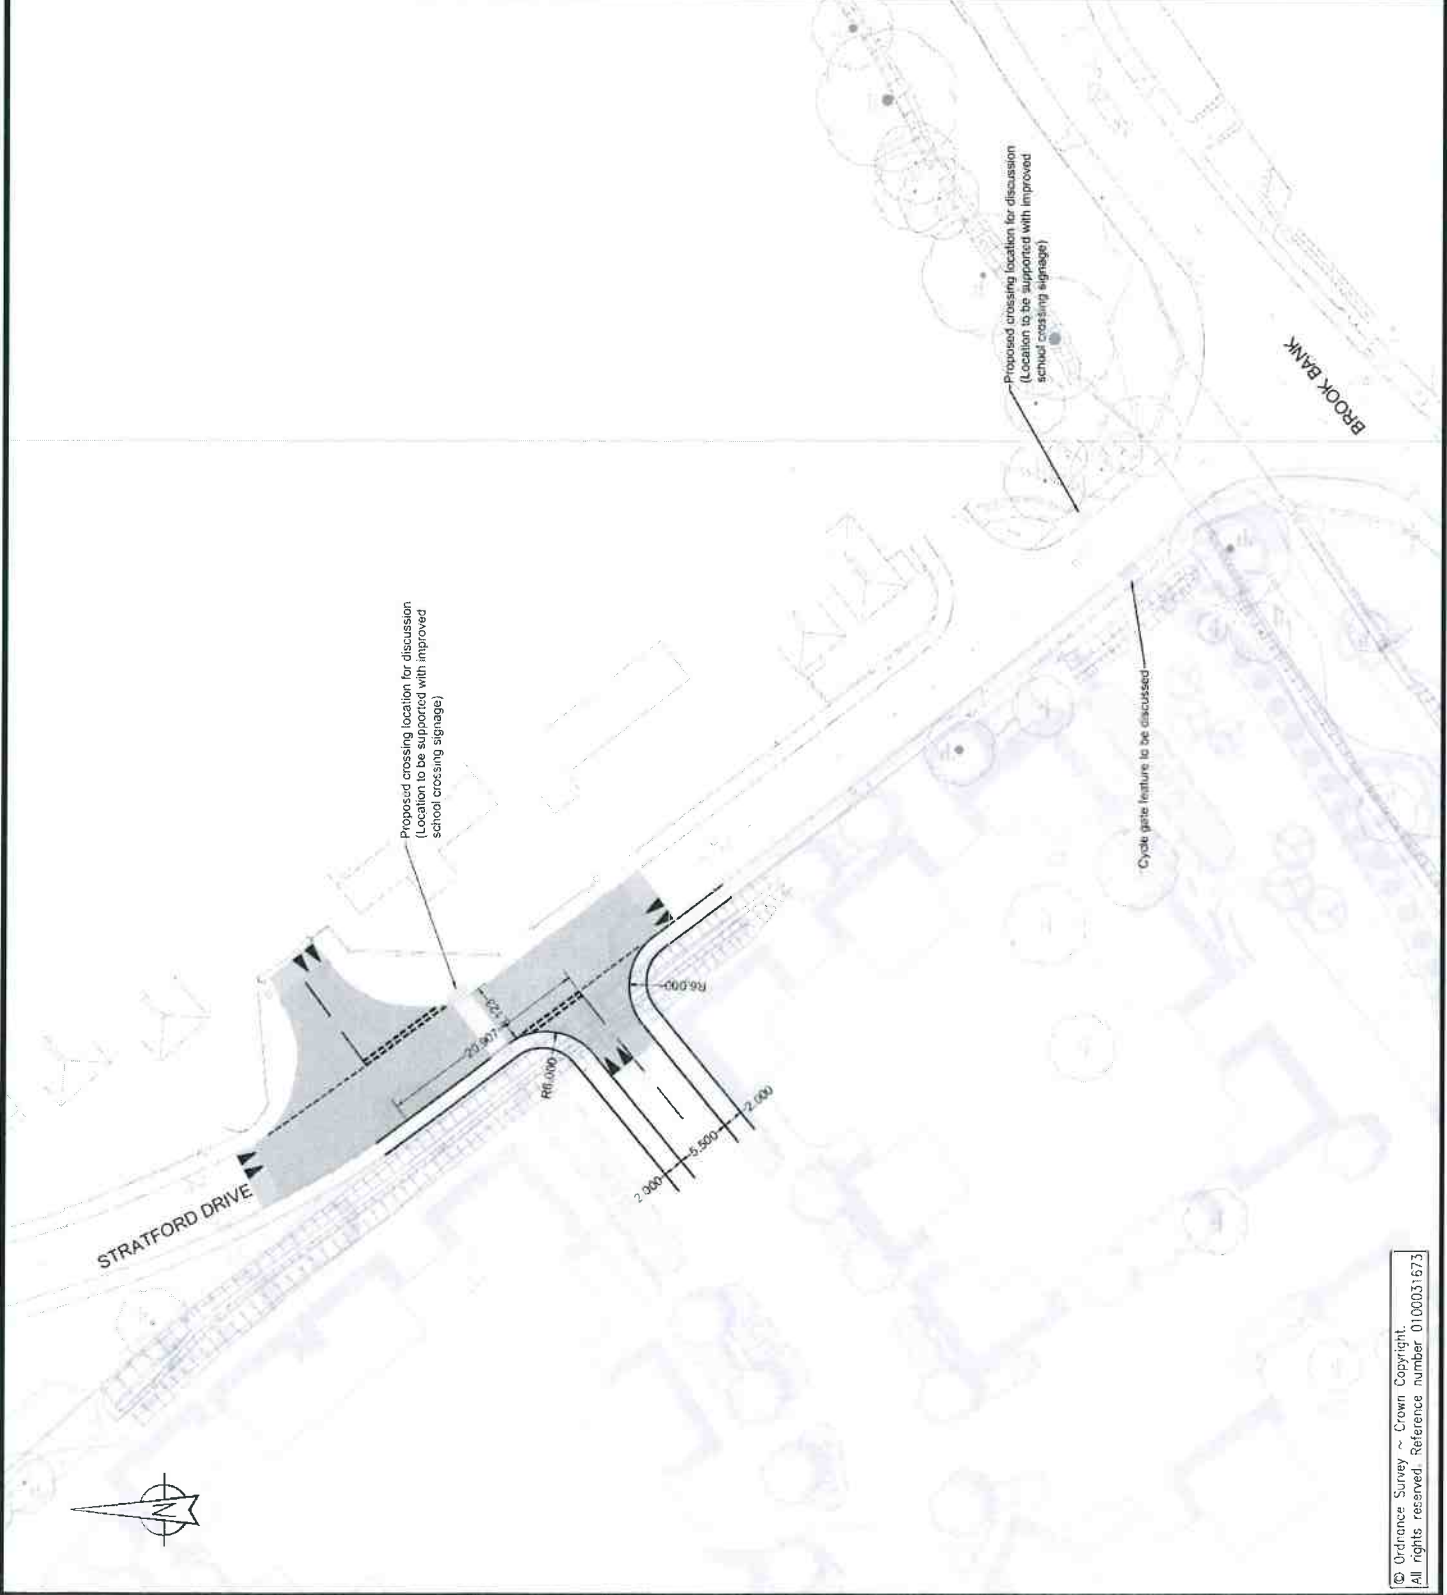 STRATFORD DRIVE
Proposed crossing location for discussion
(Location to be supported with improved
school crossing signage)
Proposed crossing location for discussion
(Location to be supported with improved
school crossing signage)
BROOK BANK
Cycle gate feature to be discussed
20.907
R6.000
R6.000
2.000
5.500
2.000
N
© Ordnance Survey ~ Crown Copyright.
All rights reserved. Reference number 0100031673